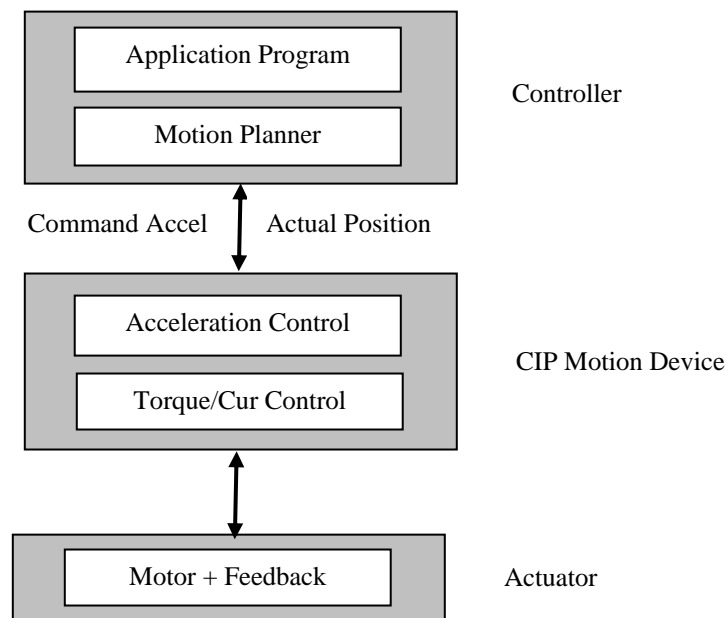 Application Program
Controller
Motion Planner
Command Accel
Actual Position
Acceleration Control
CIP Motion Device
Torque/Cur Control
Motor + Feedback
Actuator